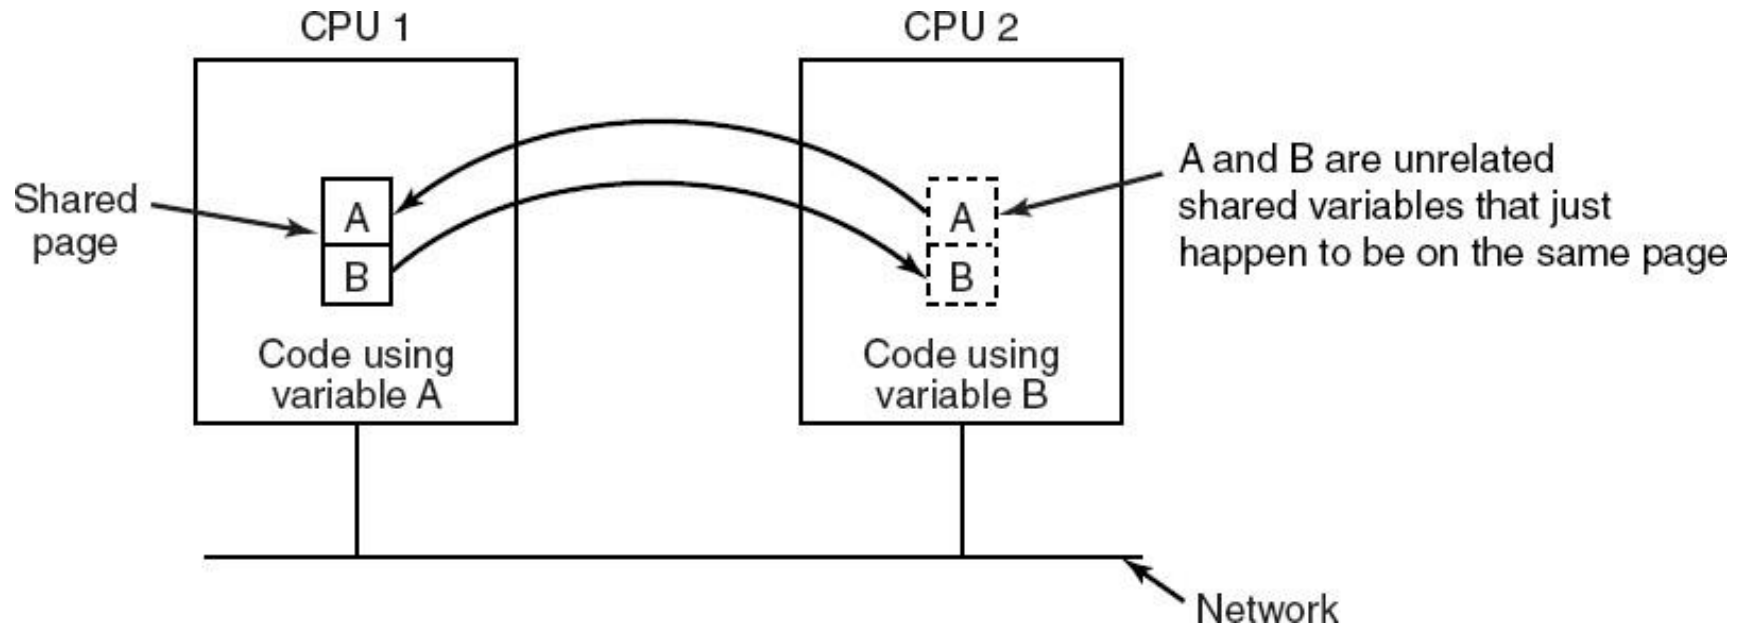 CPU 1
CPU 2
Shared
page
A
B
A
B
A and B are unrelated
shared variables that just
happen to be on the same page
Code using
variable A
Code using
variable B
Network